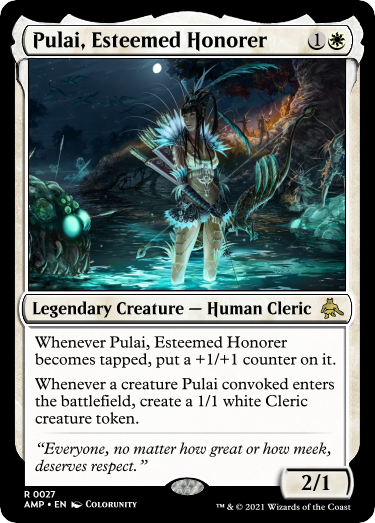 Pulai, Esteemed Honorer 1
Legendary Creature — Human Cleric
Whenever Pulai, Esteemed Honorer
becomes tapped, put a +1/+1 counter on it.
Whenever a creature Pulai convoked enters
the battlefield, create a 1/1 white Cleric
creature token.
“Everyone, no matter how great or how meek,
deserves respect.”
2/1
R 0027
AMP • EN Colorunity
™ & © 2021 Wizards of the Coast